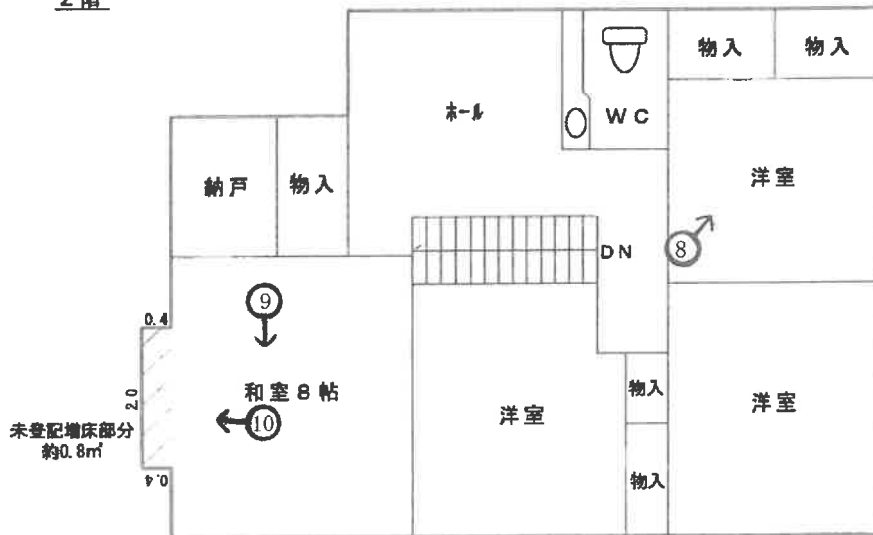 2階
物入
物入
ホール
WC
洋室
納戸
物入
DN
⑧
⑨
0.4
2.0
和室8帖
⑩
物入
洋室
洋室
未登記増床部分
約0.8㎡
0.4
物入